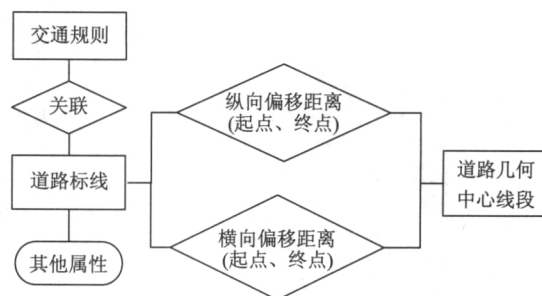 交通规则
关联
道路标线
其他属性
纵向偏移距离
(起点、终点)
横向偏移距离
(起点、终点)
道路几何
中心线段